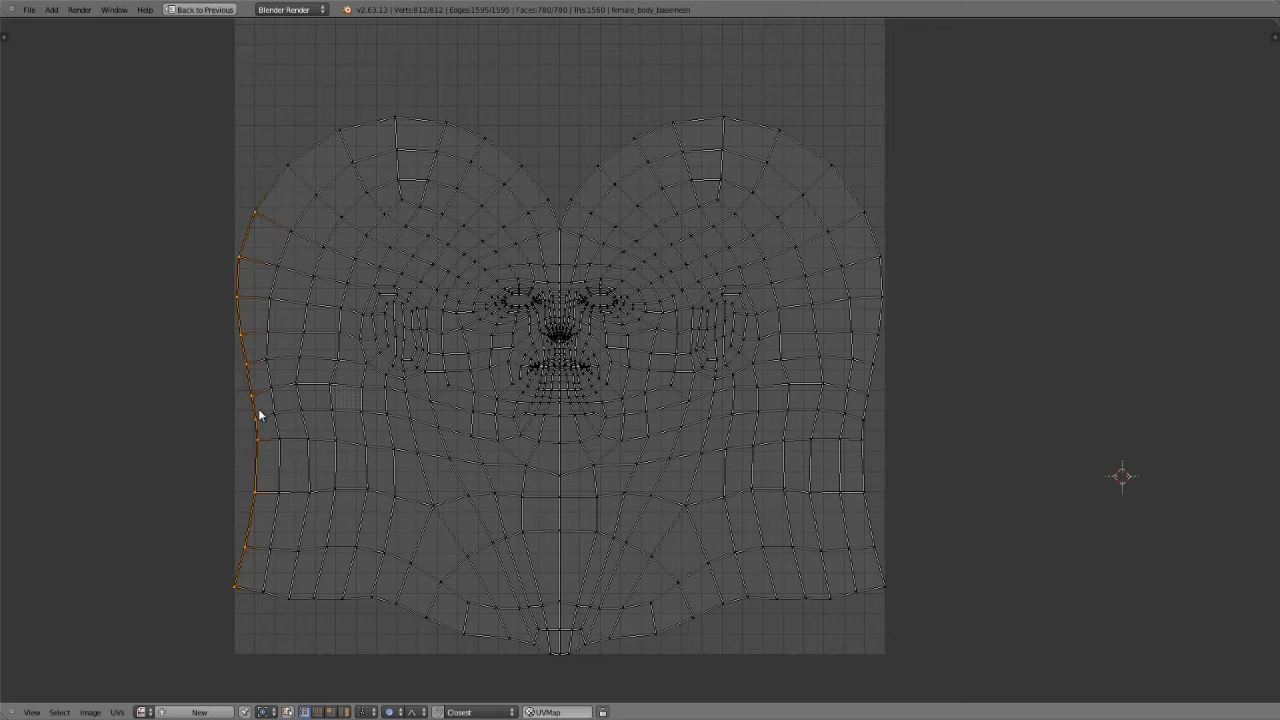 File Add Render Window Help Back to Previous Blender Render v2.63.13 | Verts:812/812 | Edges:1595/1595 | Faces:780/780 | Tris:1560 | female_body_basemesh
View Select Image UVs New Closest UVMap